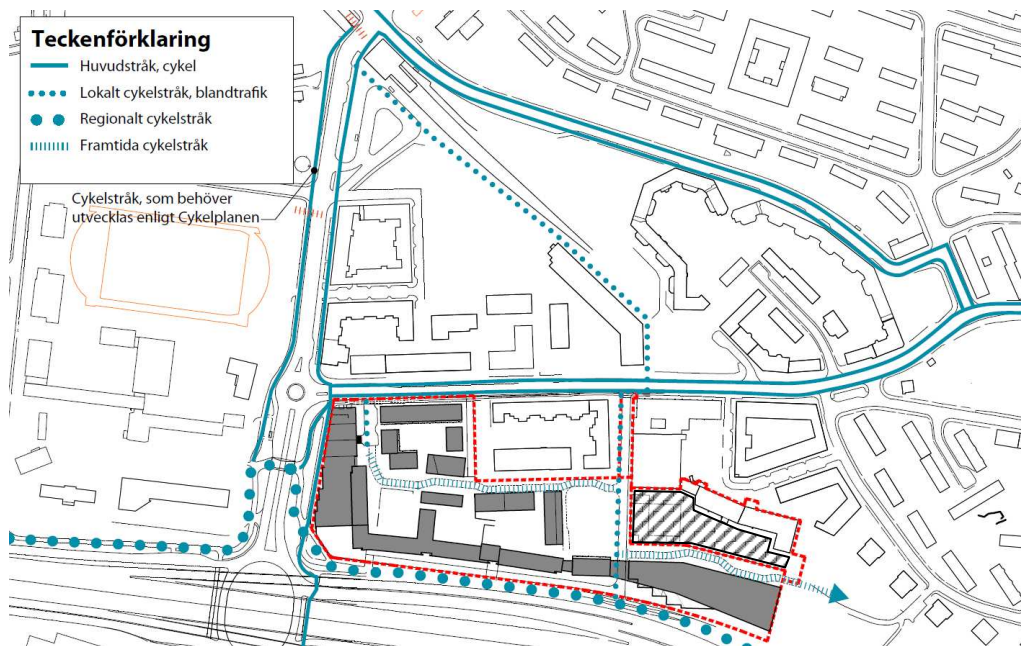 Teckenförklaring
Huvudstråk, cykel
Lokalt cykelstråk, blandtrafik
Regionalt cykelstråk
Framtida cykelstråk
Cykelstråk, som behöver
utvecklas enligt Cykelplanen